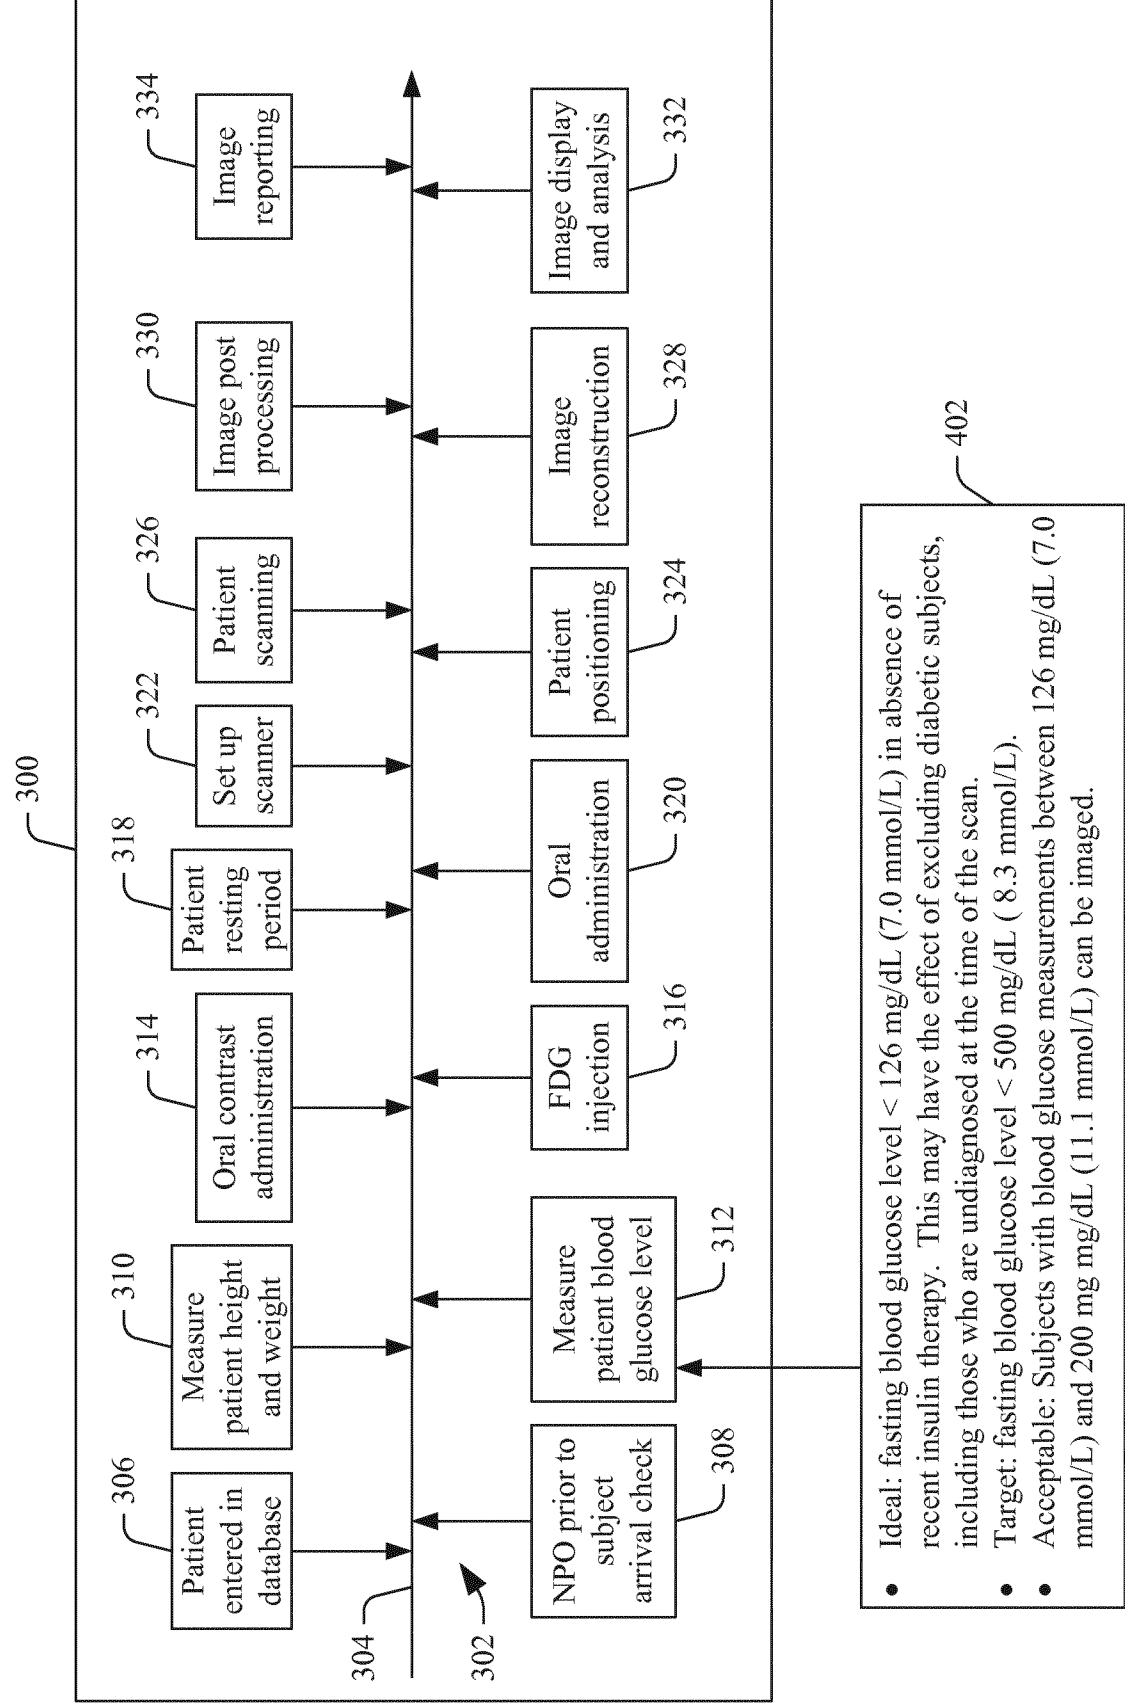 300
306
Patient
entered in
database
310
Measure
patient height
and weight
314
Oral contrast
administration
318
Patient
resting
period
322
Set up
scanner
326
Patient
scanning
330
Image post
processing
334
Image
reporting
304
302
NPO prior to
subject
arrival check
308
Measure
patient blood
glucose level
312
FDG
injection
316
Oral
administration
320
Patient
positioning
324
Image
reconstruction
328
Image display
and analysis
332
402
• Ideal: fasting blood glucose level < 126 mg/dL (7.0 mmol/L) in absence of
recent insulin therapy. This may have the effect of excluding diabetic subjects,
including those who are undiagnosed at the time of the scan.
• Target: fasting blood glucose level < 500 mg/dL ( 8.3 mmol/L).
• Acceptable: Subjects with blood glucose measurements between 126 mg/dL (7.0
mmol/L) and 200 mg mg/dL (11.1 mmol/L) can be imaged.